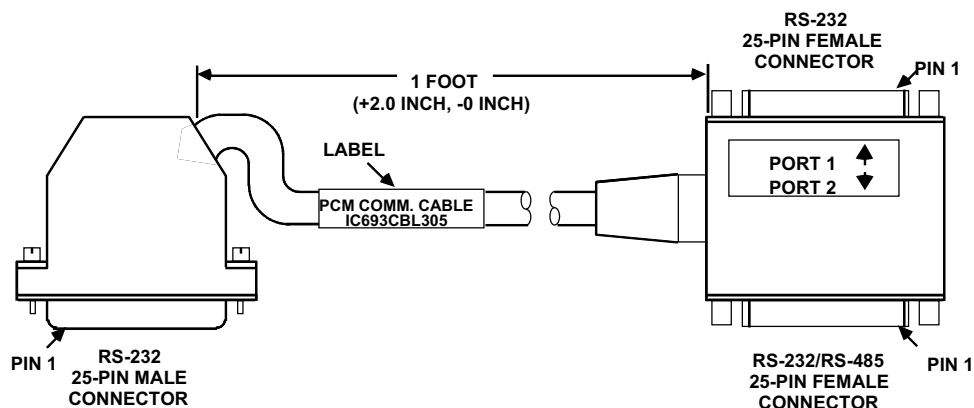 RS-232
25-PIN FEMALE
CONNECTOR
PIN 1
1 FOOT
(+2.0 INCH, -0 INCH)
LABEL
PORT 1
PORT 2
PCM COMM. CABLE
IC693CBL305
PIN 1
RS-232
25-PIN MALE
CONNECTOR
RS-232/RS-485
25-PIN FEMALE
CONNECTOR
PIN 1